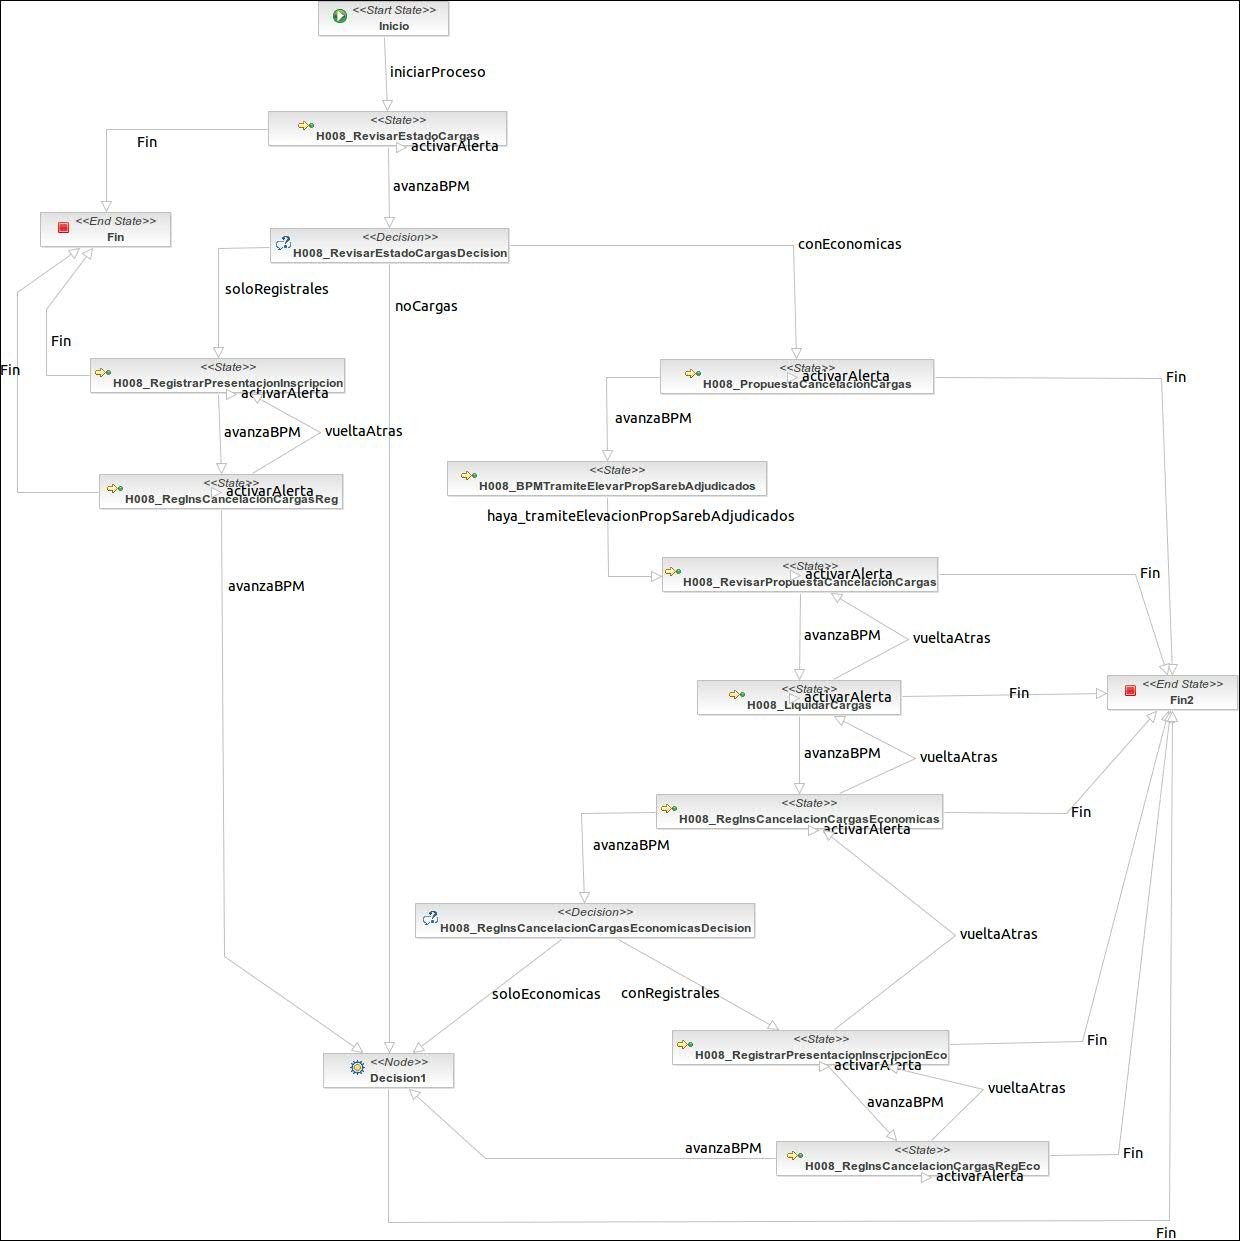 <<Start State>>
Inicio
iniciarProceso
<<State>>
H008_RevisarEstadoCargas
activarAlerta
Fin
avanzaBPM
<<End State>>
Fin
<<Decision>>
H008_RevisarEstadoCargasDecision
conEconomicas
soloRegistrales
noCargas
Fin
Fin
<<State>>
H008_RegistrarPresentacionInscripcion
activarAlerta
<<State>>
H008_PropuestaCancelacionCargas
activarAlerta
Fin
avanzaBPM
avanzaBPM
vueltaAtras
<<State>>
H008_RegInsCancelacionCargasReg
activarAlerta
<<State>>
H008_BPMTramiteElevarPropSarebAdjudicados
haya_tramiteElevacionPropSarebAdjudicados
avanzaBPM
<<State>>
H008_RevisarPropuestaCancelacionCargas
activarAlerta
Fin
avanzaBPM
vueltaAtras
<<State>>
H008_LiquidarCargas
activarAlerta
Fin
<<End State>>
Fin2
avanzaBPM
vueltaAtras
<<State>>
H008_RegInsCancelacionCargasEconomicas
activarAlerta
Fin
avanzaBPM
<<Decision>>
H008_RegInsCancelacionCargasEconomicasDecision
vueltaAtras
soloEconomicas
conRegistrales
<<State>>
H008_RegistrarPresentacionInscripcionEco
activarAlerta
Fin
<<Node>>
Decision1
vueltaAtras
avanzaBPM
avanzaBPM
<<State>>
H008_RegInsCancelacionCargasRegEco
activarAlerta
Fin
Fin